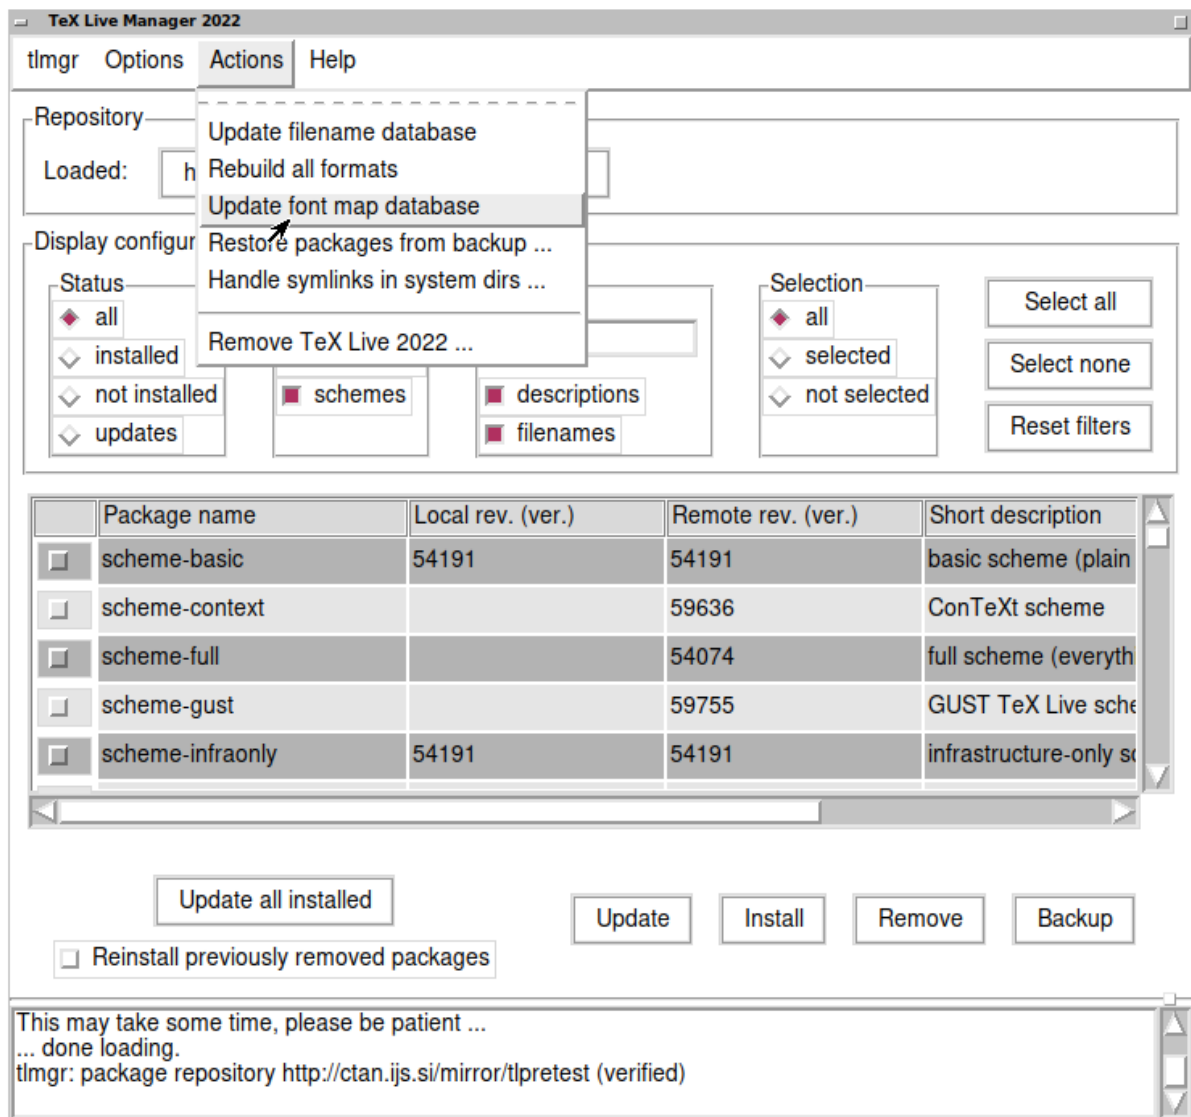 TeX Live Manager 2022
tlmgr Options Actions Help
Repository
Loaded:
h
Update filename database
Rebuild all formats
Update font map database
Restore packages from backup ...
Handle symlinks in system dirs ...
Remove TeX Live 2022 ...
Display configur
Status
all
installed
not installed
updates
schemes
descriptions
filenames
Selection
all
selected
not selected
Select all
Select none
Reset filters
Package name Local rev. (ver.) Remote rev. (ver.) Short description
scheme-basic 54191 54191 basic scheme (plain
scheme-context 59636 ConTeXt scheme
scheme-full 54074 full scheme (everyth
scheme-gust 59755 GUST TeX Live sche
scheme-infraonly 54191 54191 infrastructure-only sc
Update all installed
Reinstall previously removed packages
Update Install Remove Backup
This may take some time, please be patient ...
... done loading.
tlmgr: package repository http://ctan.ijs.si/mirror/tlpretest (verified)